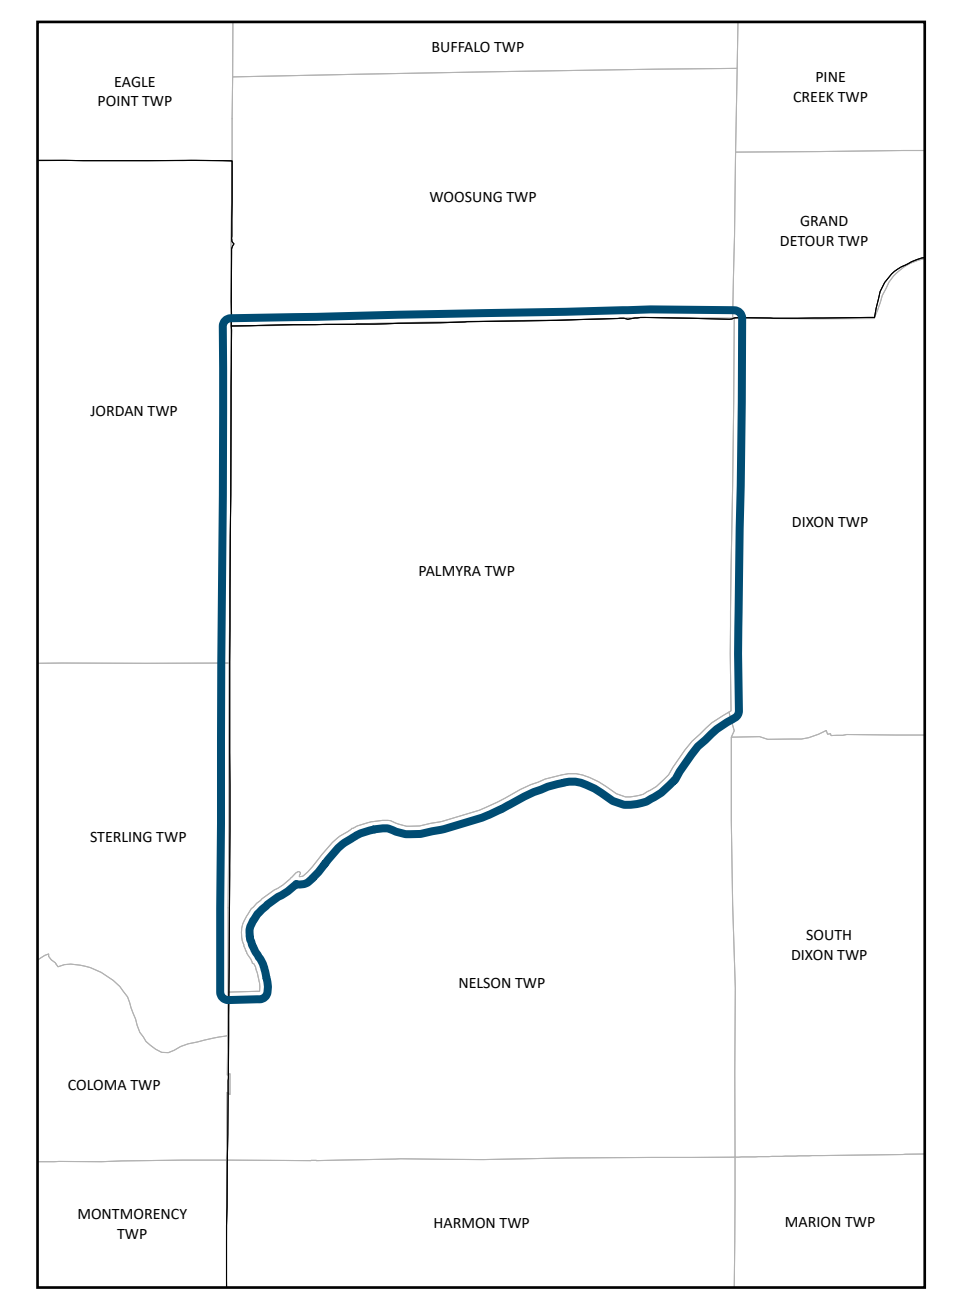 BUFFALO TWP
EAGLE
POINT TWP
PINE
CREEK TWP
WOOSUNG TWP
GRAND
DETOUR TWP
JORDAN TWP
DIXON TWP
PALMYRA TWP
STERLING TWP
SOUTH
DIXON TWP
NELSON TWP
COLOMA TWP
MONTMORENCY
TWP
HARMON TWP
MARION TWP